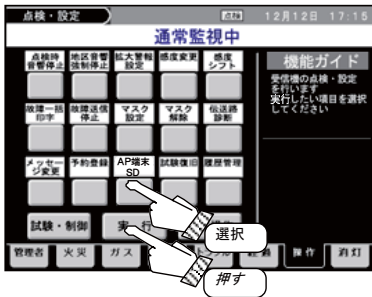 点検・設定
点検
12月12日 17:15
通常監視中
点検時
音響停止
地区音響
強制停止
拡大警報
設定
感度変更
感度
シフト
故障一括
印字
故障送信
停止
マスク
設定
マスク
解除
伝送路
診断
メッセー
ジ変更
予約登録
AP端末
SD
試験復旧
履歴管理
機能ガイド
受信機の点検・設定
を行います
実行したい項目を選択
してください
試験・制御
実行
選択
押す
管理者
火災
ガス
操作
消灯